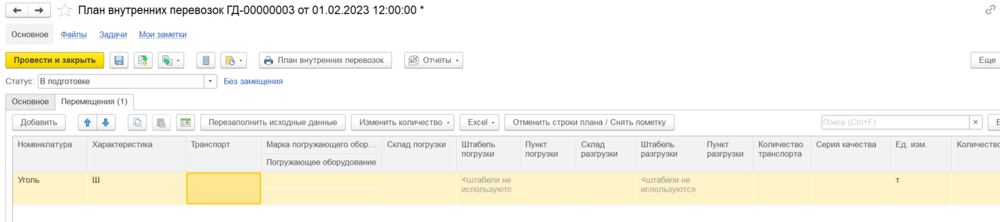 План внутренних перевозок ГД-00000003 от 01.02.2023 12:00:00 *
Основное Файлы Задачи Мои заметки
Провести и закрыть План внутренних перевозок Отчеты Еще
Статус: В подготовке Без замещения
Основное Перемещения (1)
Добавить Перезаполнить исходные данные Изменить количество Excel Отменить строки плана / Снять пометку Поиск (Ctrl+F) ×
Номенклатура Характеристика Транспорт Марка погружающего обор... Склад погрузки Штабель Пункт Склад Штабель Пункт Количество Серия качества Ед. изм. Количество
погрузки погрузки разгрузки разгрузки разгрузки транспорта
Погружающее оборудование
Уголь Ш <штабели не <штабели не т
используютс используются